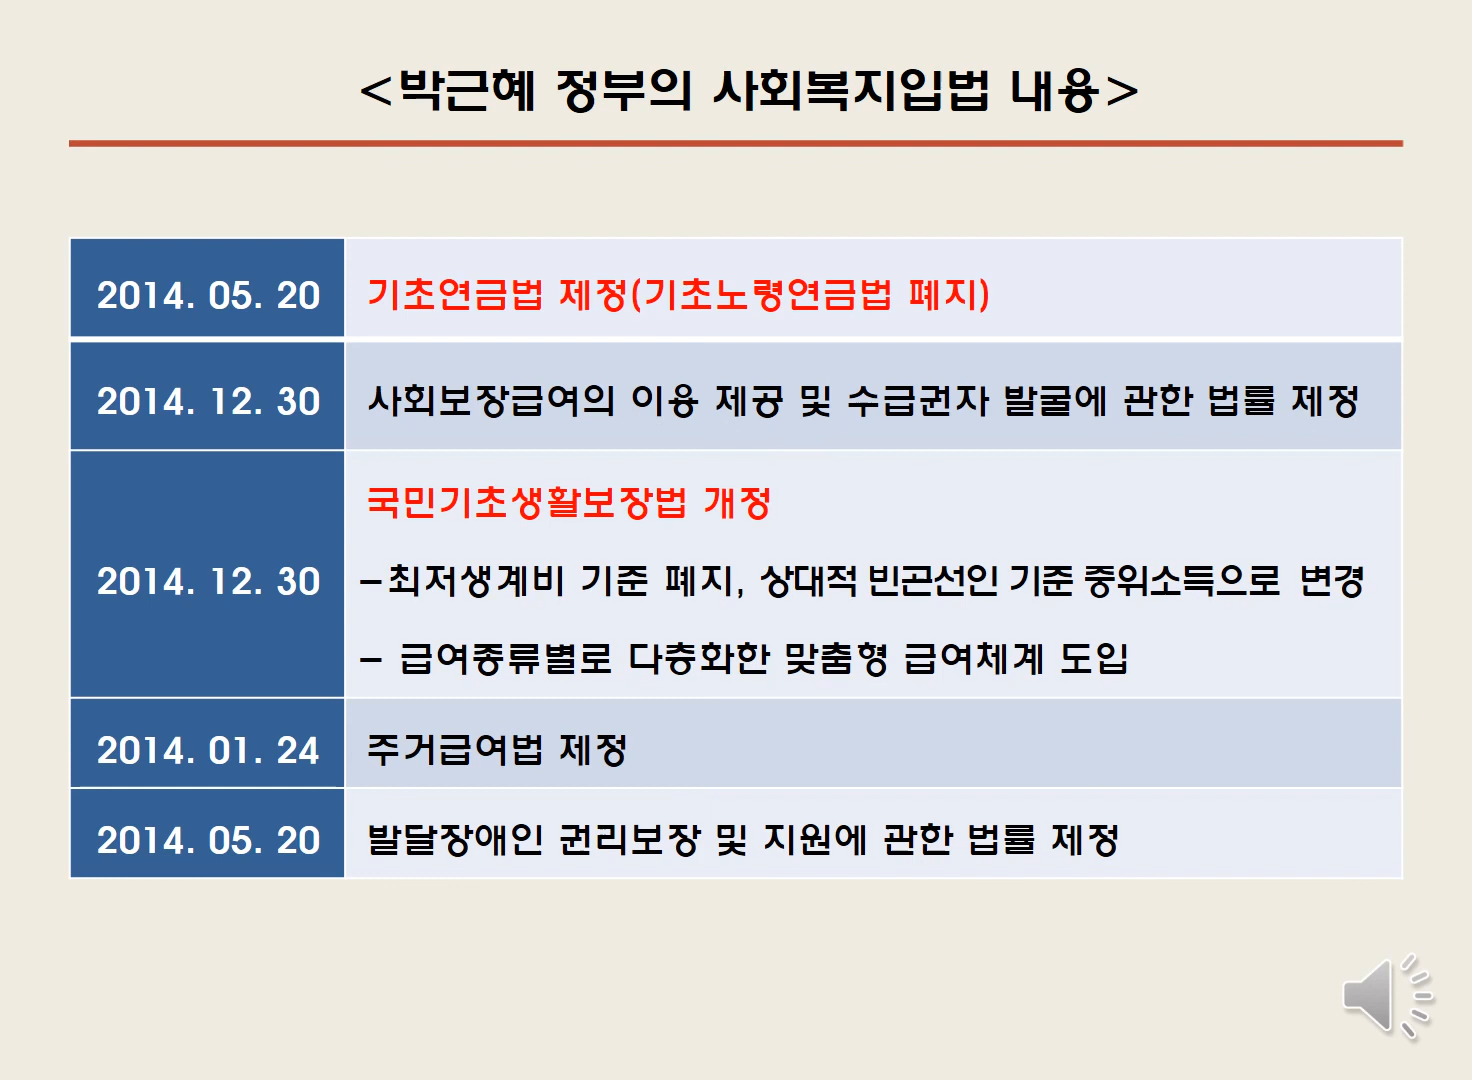 <박근혜 정부의 사회복지입법 내용>
2014. 05. 20 기초연금법 제정(기초노령연금법 폐지)
2014. 12. 30 사회보장급여의 이용 제공 및 수급권자 발굴에 관한 법률 제정
국민기초생활보장법 개정
2014. 12. 30 –최저생계비 기준 폐지, 상대적 빈곤선인 기준 중위소득으로 변경
– 급여종류별로 다층화한 맞춤형 급여체계 도입
2014. 01. 24 주거급여법 제정
2014. 05. 20 발달장애인 권리보장 및 지원에 관한 법률 제정